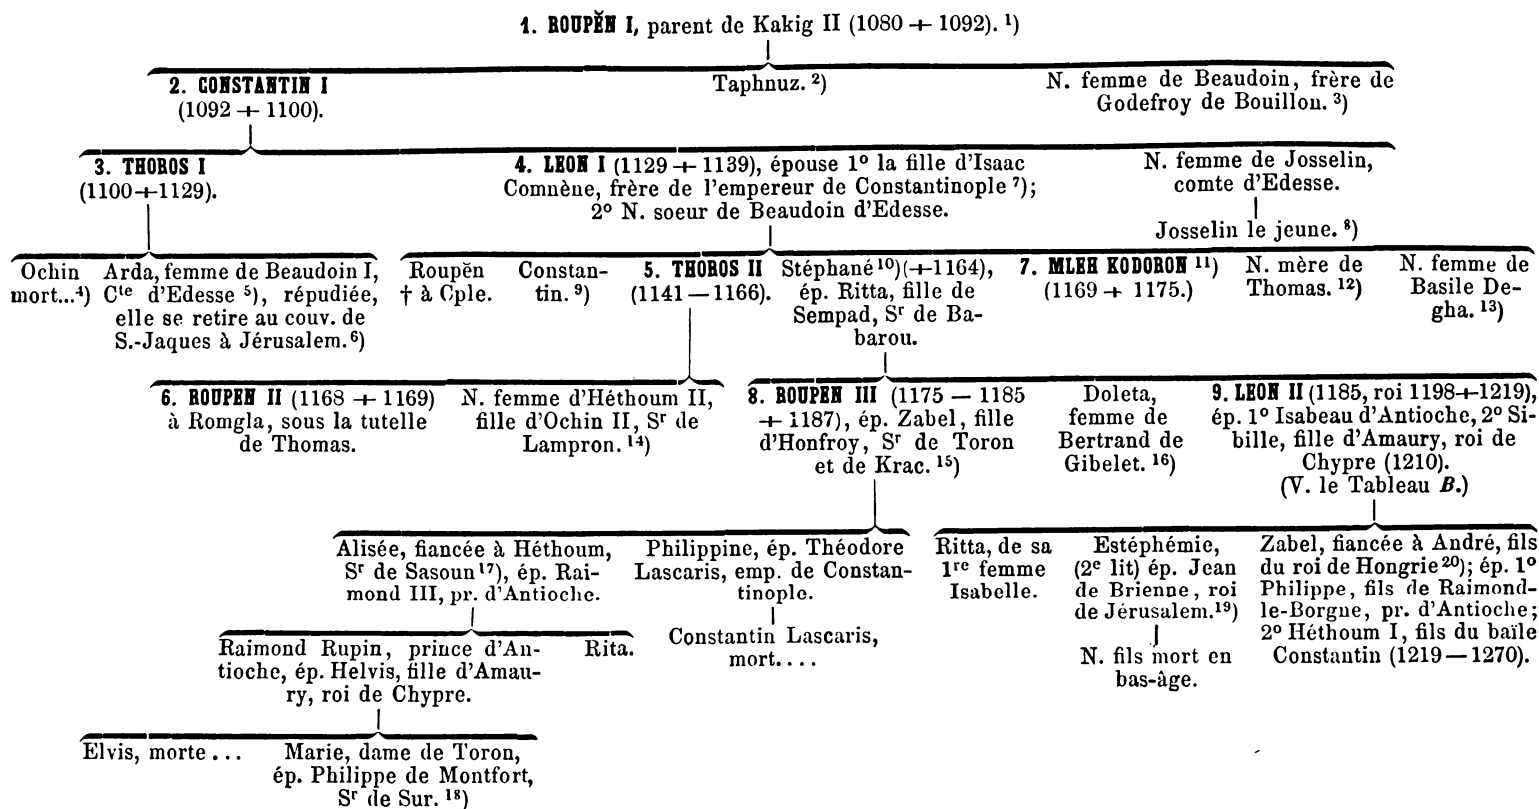 1. ROUPĔN I, parent de Kakig II (1080 + 1092). ¹)
2. CONSTANTIN I
(1092 + 1100).
Taphnuz. ²)
N. femme de Beaudoin, frère de
Godefroy de Bouillon. ³)
3. THOROS I
(1100+1129).
4. LEON I (1129 + 1139), épouse 1º la fille d'Isaac
Comnène, frère de l'empereur de Constantinople ⁷);
2º N. soeur de Beaudoin d'Edesse.
N. femme de Josselin,
comte d'Edesse.
Josselin le jeune. ⁸)
Ochin
mort...⁴)
Arda, femme de Beaudoin I,
Cᵗᵉ d'Edesse ⁵), répudiée,
elle se retire au couv. de
S.-Jaques à Jérusalem.⁶)
Roupĕn
† à Cple.
Constan-
tin. ⁹)
5. THOROS II
(1141—1166).
Stéphané¹⁰)(+1164),
ép. Ritta, fille de
Sempad, Sʳ de Ba-
barou.
7. MLEH KODORON ¹¹)
(1169 + 1175.)
N. mère de
Thomas. ¹²)
N. femme de
Basile De-
gha. ¹³)
6. ROUPEN II (1168 + 1169)
à Romgla, sous la tutelle
de Thomas.
N. femme d'Héthoum II,
fille d'Ochin II, Sʳ de
Lampron. ¹⁴)
8. ROUPEN III (1175 — 1185
+ 1187), ép. Zabel, fille
d'Honfroy, Sʳ de Toron
et de Krac. ¹⁵)
Doleta,
femme de
Bertrand de
Gibelet. ¹⁶)
9. LEON II (1185, roi 1198+1219),
ép. 1º Isabeau d'Antioche, 2º Si-
bille, fille d'Amaury, roi de
Chypre (1210).
(V. le Tableau B.)
Alisée, fiancée à Héthoum,
Sʳ de Sasoun¹⁷), ép. Rai-
mond III, pr. d'Antioche.
Philippine, ép. Théodore
Lascaris, emp. de Constan-
tinople.
Ritta, de sa
1ʳᵉ femme
Isabelle.
Estéphémie,
(2ᵉ lit) ép. Jean
de Brienne, roi
de Jérusalem.¹⁹)
Zabel, fiancée à André, fils
du roi de Hongrie²⁰); ép. 1º
Philippe, fils de Raimond-
le-Borgne, pr. d'Antioche;
2º Héthoum I, fils du baïle
Constantin (1219—1270).
Raimond Rupin, prince d'An-
tioche, ép. Helvis, fille d'Amau-
ry, roi de Chypre.
Rita.
Constantin Lascaris,
mort....
N. fils mort en
bas-âge.
Elvis, morte ...
Marie, dame de Toron,
ép. Philippe de Montfort,
Sʳ de Sur. ¹⁸)